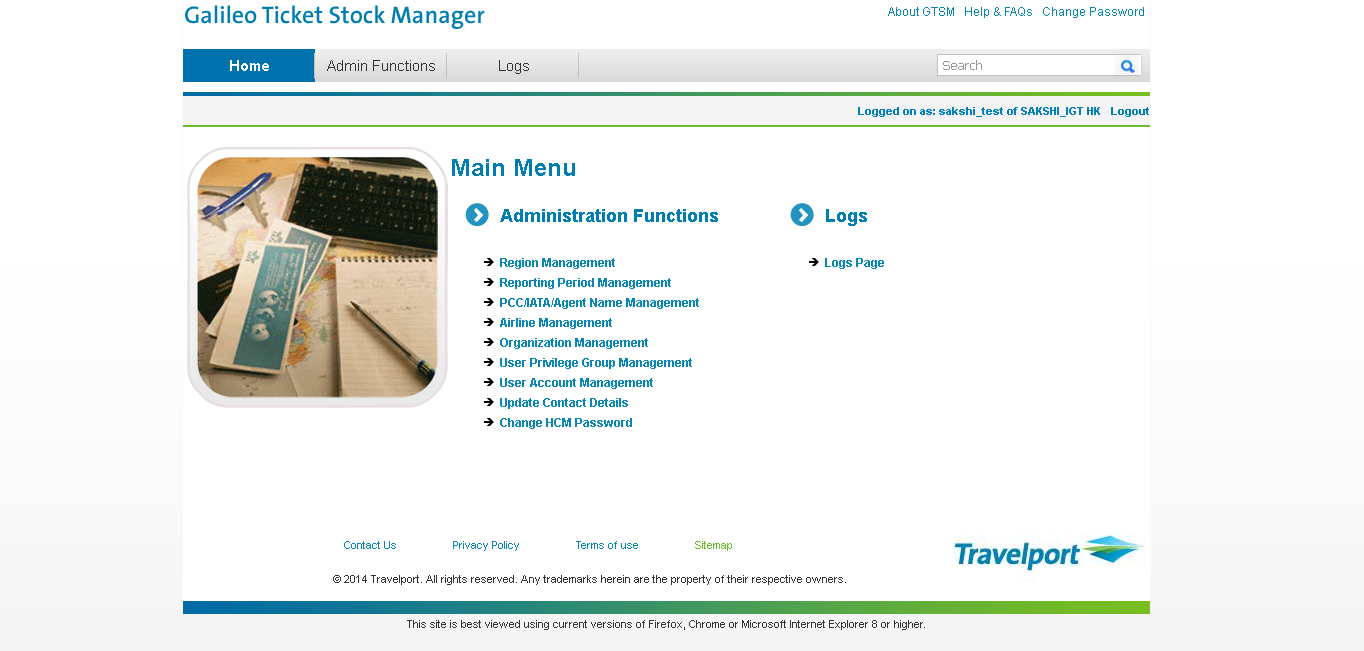 Galileo Ticket Stock Manager
About GTSM Help & FAQs Change Password
Home Admin Functions Logs Search
Logged on as: sakshi_test of SAKSHI_IGT HK Logout
Main Menu
Administration Functions
Region Management
Reporting Period Management
PCC/IATA/Agent Name Management
Airline Management
Organization Management
User Privilege Group Management
User Account Management
Update Contact Details
Change HCM Password
Logs
Logs Page
Contact Us Privacy Policy Terms of use Sitemap
Travelport
© 2014 Travelport. All rights reserved. Any trademarks herein are the property of their respective owners.
This site is best viewed using current versions of Firefox, Chrome or Microsoft Internet Explorer 8 or higher.